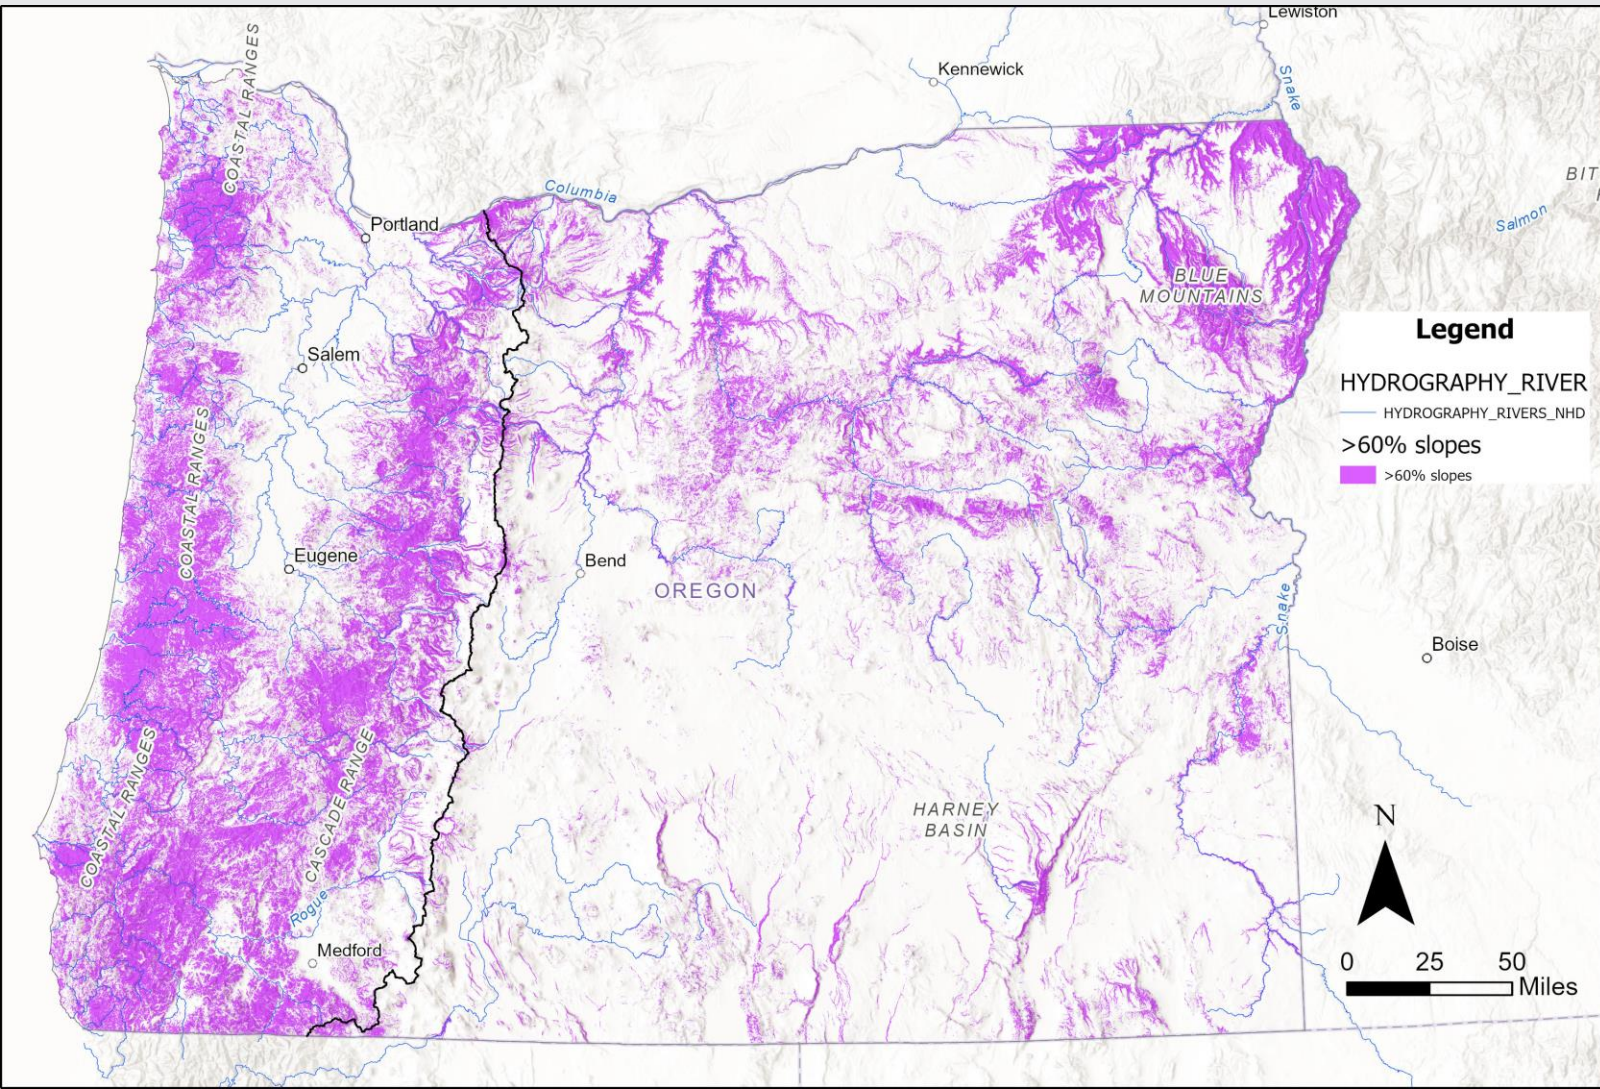 Lewiston
Kennewick
Snake
COASTAL RANGES
Columbia
Portland
Salmon
BIT
BLUE
MOUNTAINS
Legend
HYDROGRAPHY_RIVER
HYDROGRAPHY_RIVERS_NHD
>60% slopes
>60% slopes
Salem
COASTAL RANGES
Eugene
Bend
OREGON
Snake
Boise
COASTAL RANGES
CASCADE RANGE
HARNEY
BASIN
N
Rogue
Medford
0 25 50
Miles